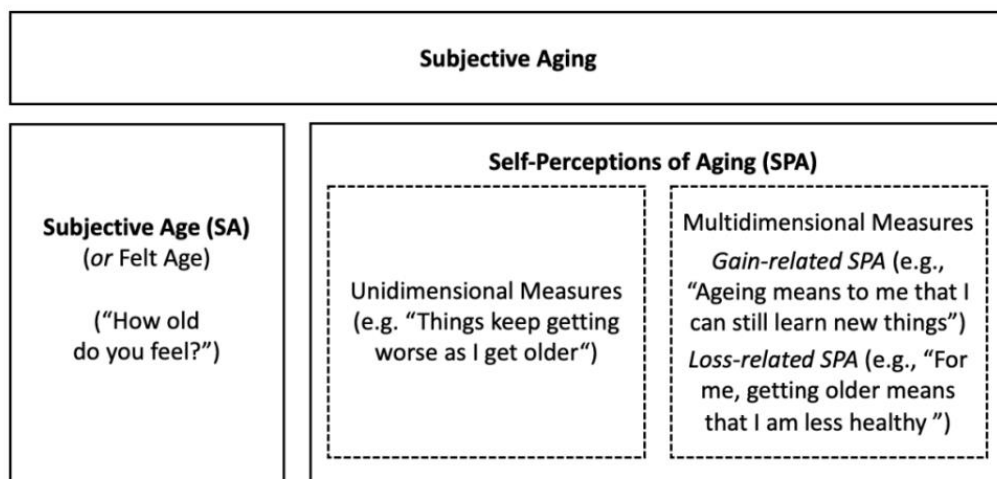 Subjective Aging
Subjective Age (SA)
(or Felt Age)
(“How old
do you feel?”)
Self-Perceptions of Aging (SPA)
Unidimensional Measures
(e.g. “Things keep getting
worse as I get older“)
Multidimensional Measures
Gain-related SPA (e.g.,
“Ageing means to me that I
can still learn new things”)
Loss-related SPA (e.g., “For
me, getting older means
that I am less healthy ”)